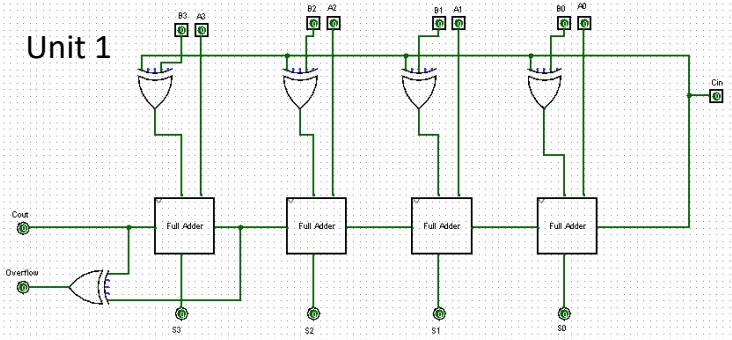 B3 A3 B2 A2 B1 A1 B0 A0
Unit 1
Cin
Cout
Full Adder Full Adder Full Adder Full Adder
Overflow
S3 S2 S1 S0